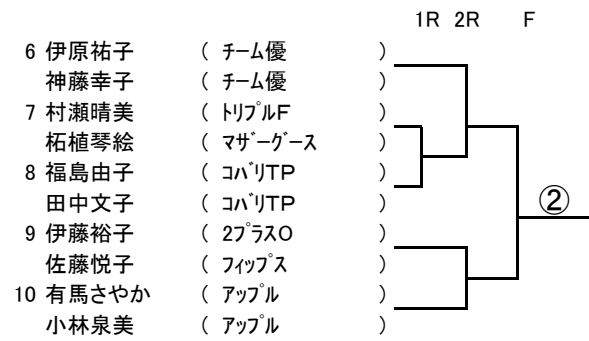 1R 2R F
6 伊原祐子 ( ﾁｰﾑ優 )
神藤幸子 ( ﾁｰﾑ優 )
7 村瀬晴美 ( ﾄﾘﾌﾟﾙF )
柘植琴絵 ( ﾏｻﾞｰｸﾞｰｽ )
8 福島由子 ( ｺﾊﾞﾘTP )
田中文子 ( ｺﾊﾞﾘTP )
9 伊藤裕子 ( 2ﾌﾟﾗｽO )
②
佐藤悦子 ( ﾌｨｯﾌﾟｽ )
10 有馬さやか ( ｱｯﾌﾟﾙ )
小林泉美 ( ｱｯﾌﾟﾙ )